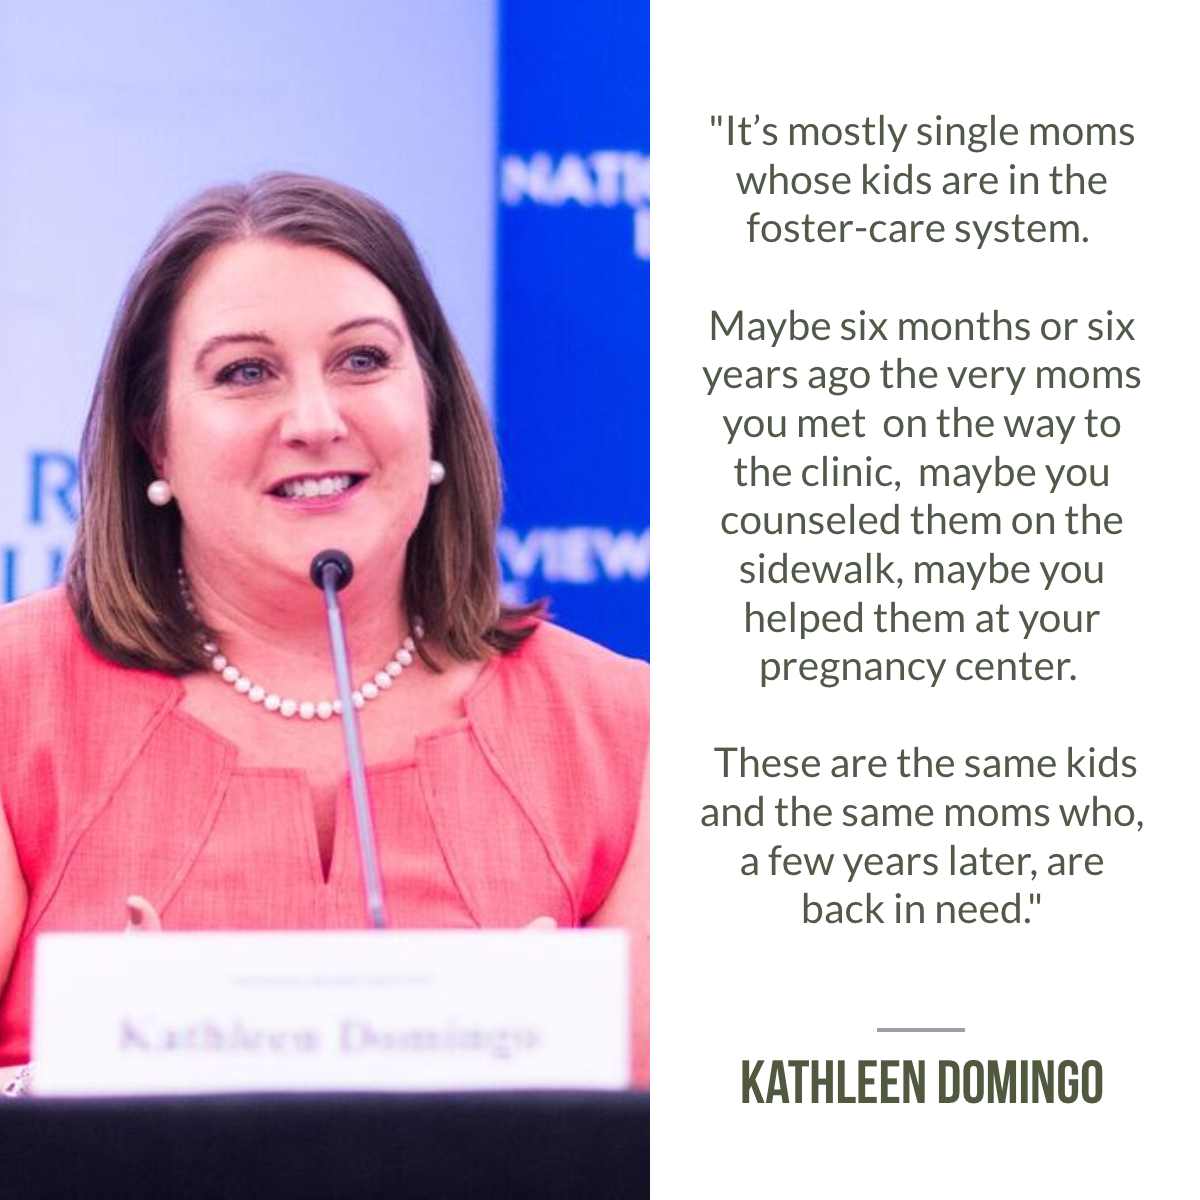 NATI
R
VIEW
Kathleen Domingo
"It’s mostly single moms
whose kids are in the
foster-care system.
Maybe six months or six
years ago the very moms
you met on the way to
the clinic, maybe you
counseled them on the
sidewalk, maybe you
helped them at your
pregnancy center.
These are the same kids
and the same moms who,
a few years later, are
back in need."
KATHLEEN DOMINGO